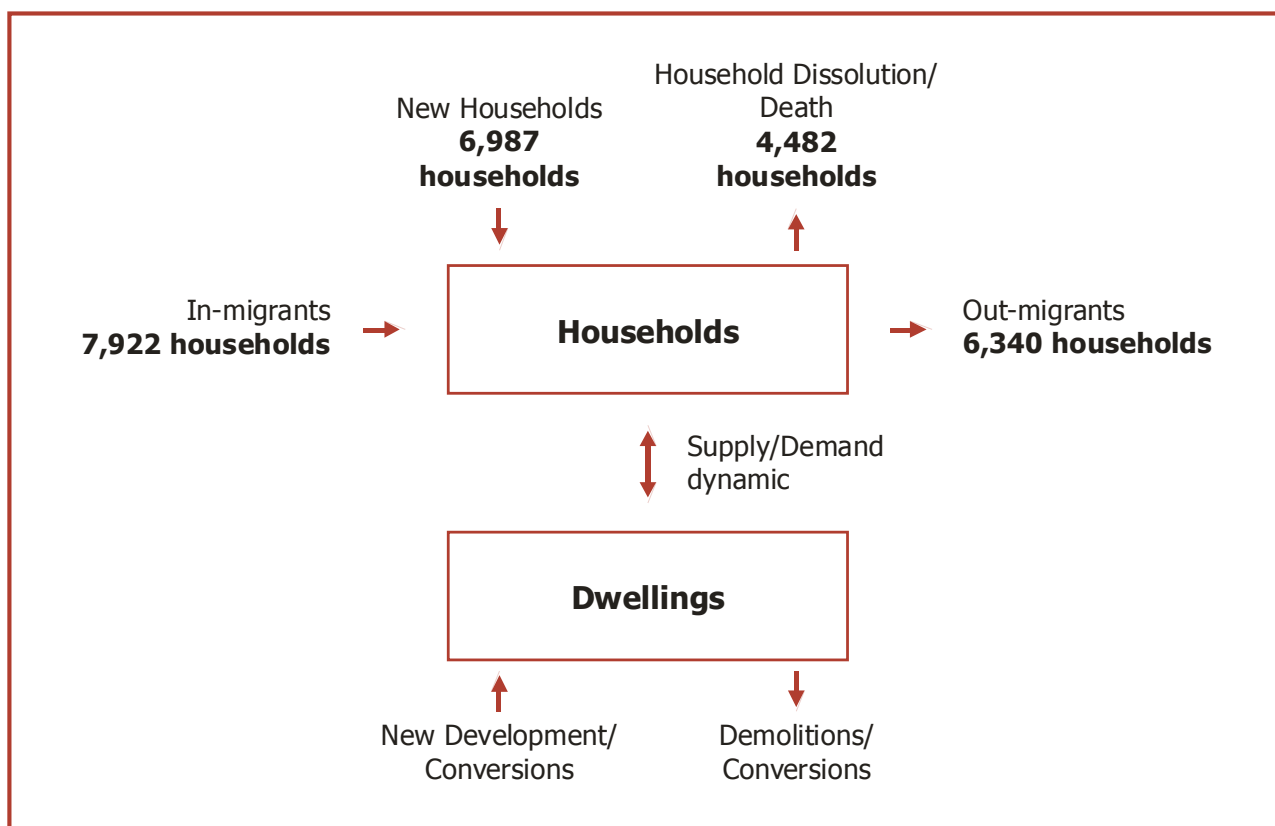 New Households
6,987
households
Household Dissolution/
Death
4,482
households
In-migrants
7,922 households
Households
Out-migrants
6,340 households
Supply/Demand
dynamic
Dwellings
New Development/
Conversions
Demolitions/
Conversions